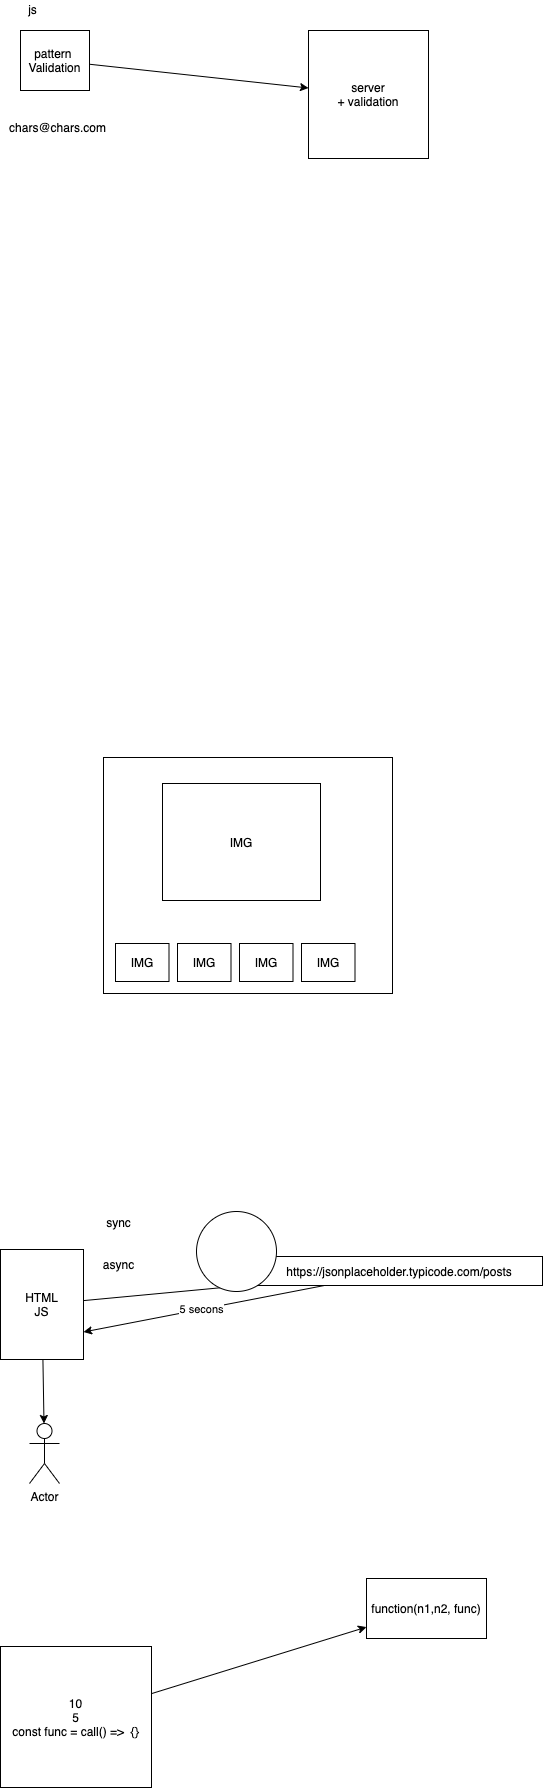 js
pattern
Validation
server
+ validation
chars@chars.com
IMG
IMG
IMG
IMG
IMG
sync
async
https://jsonplaceholder.typicode.com/posts
HTML
JS
5 secons
Actor
function(n1,n2, func)
10
5
const func = call() => {}